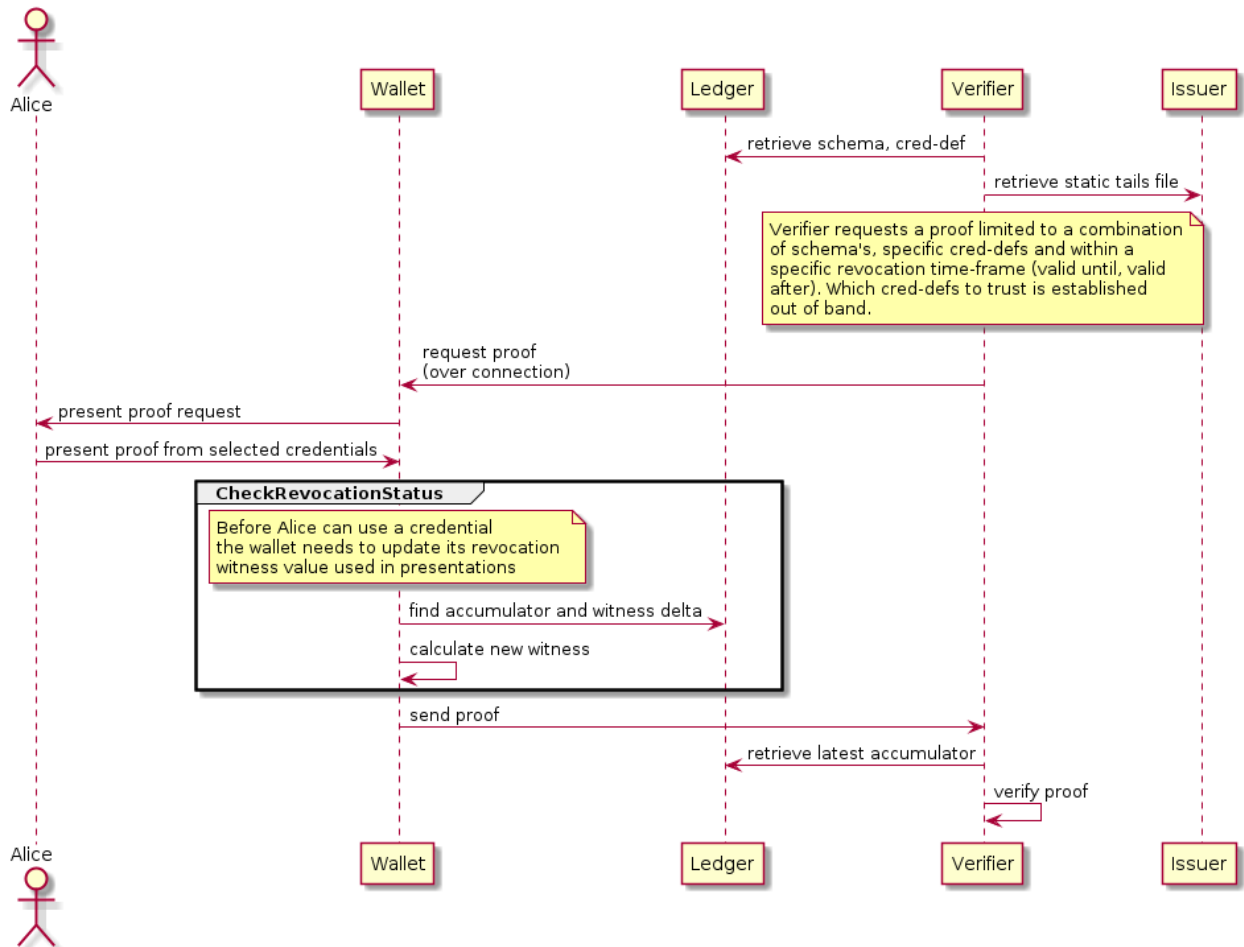 Alice
Wallet
Ledger
Verifier
Issuer
retrieve schema, cred-def
retrieve static tails file
Verifier requests a proof limited to a combination
of schema's, specific cred-defs and within a
specific revocation time-frame (valid until, valid
after). Which cred-defs to trust is established
out of band.
request proof
(over connection)
present proof request
present proof from selected credentials
CheckRevocationStatus
Before Alice can use a credential
the wallet needs to update its revocation
witness value used in presentations
find accumulator and witness delta
calculate new witness
send proof
retrieve latest accumulator
verify proof
Alice
Wallet
Ledger
Verifier
Issuer